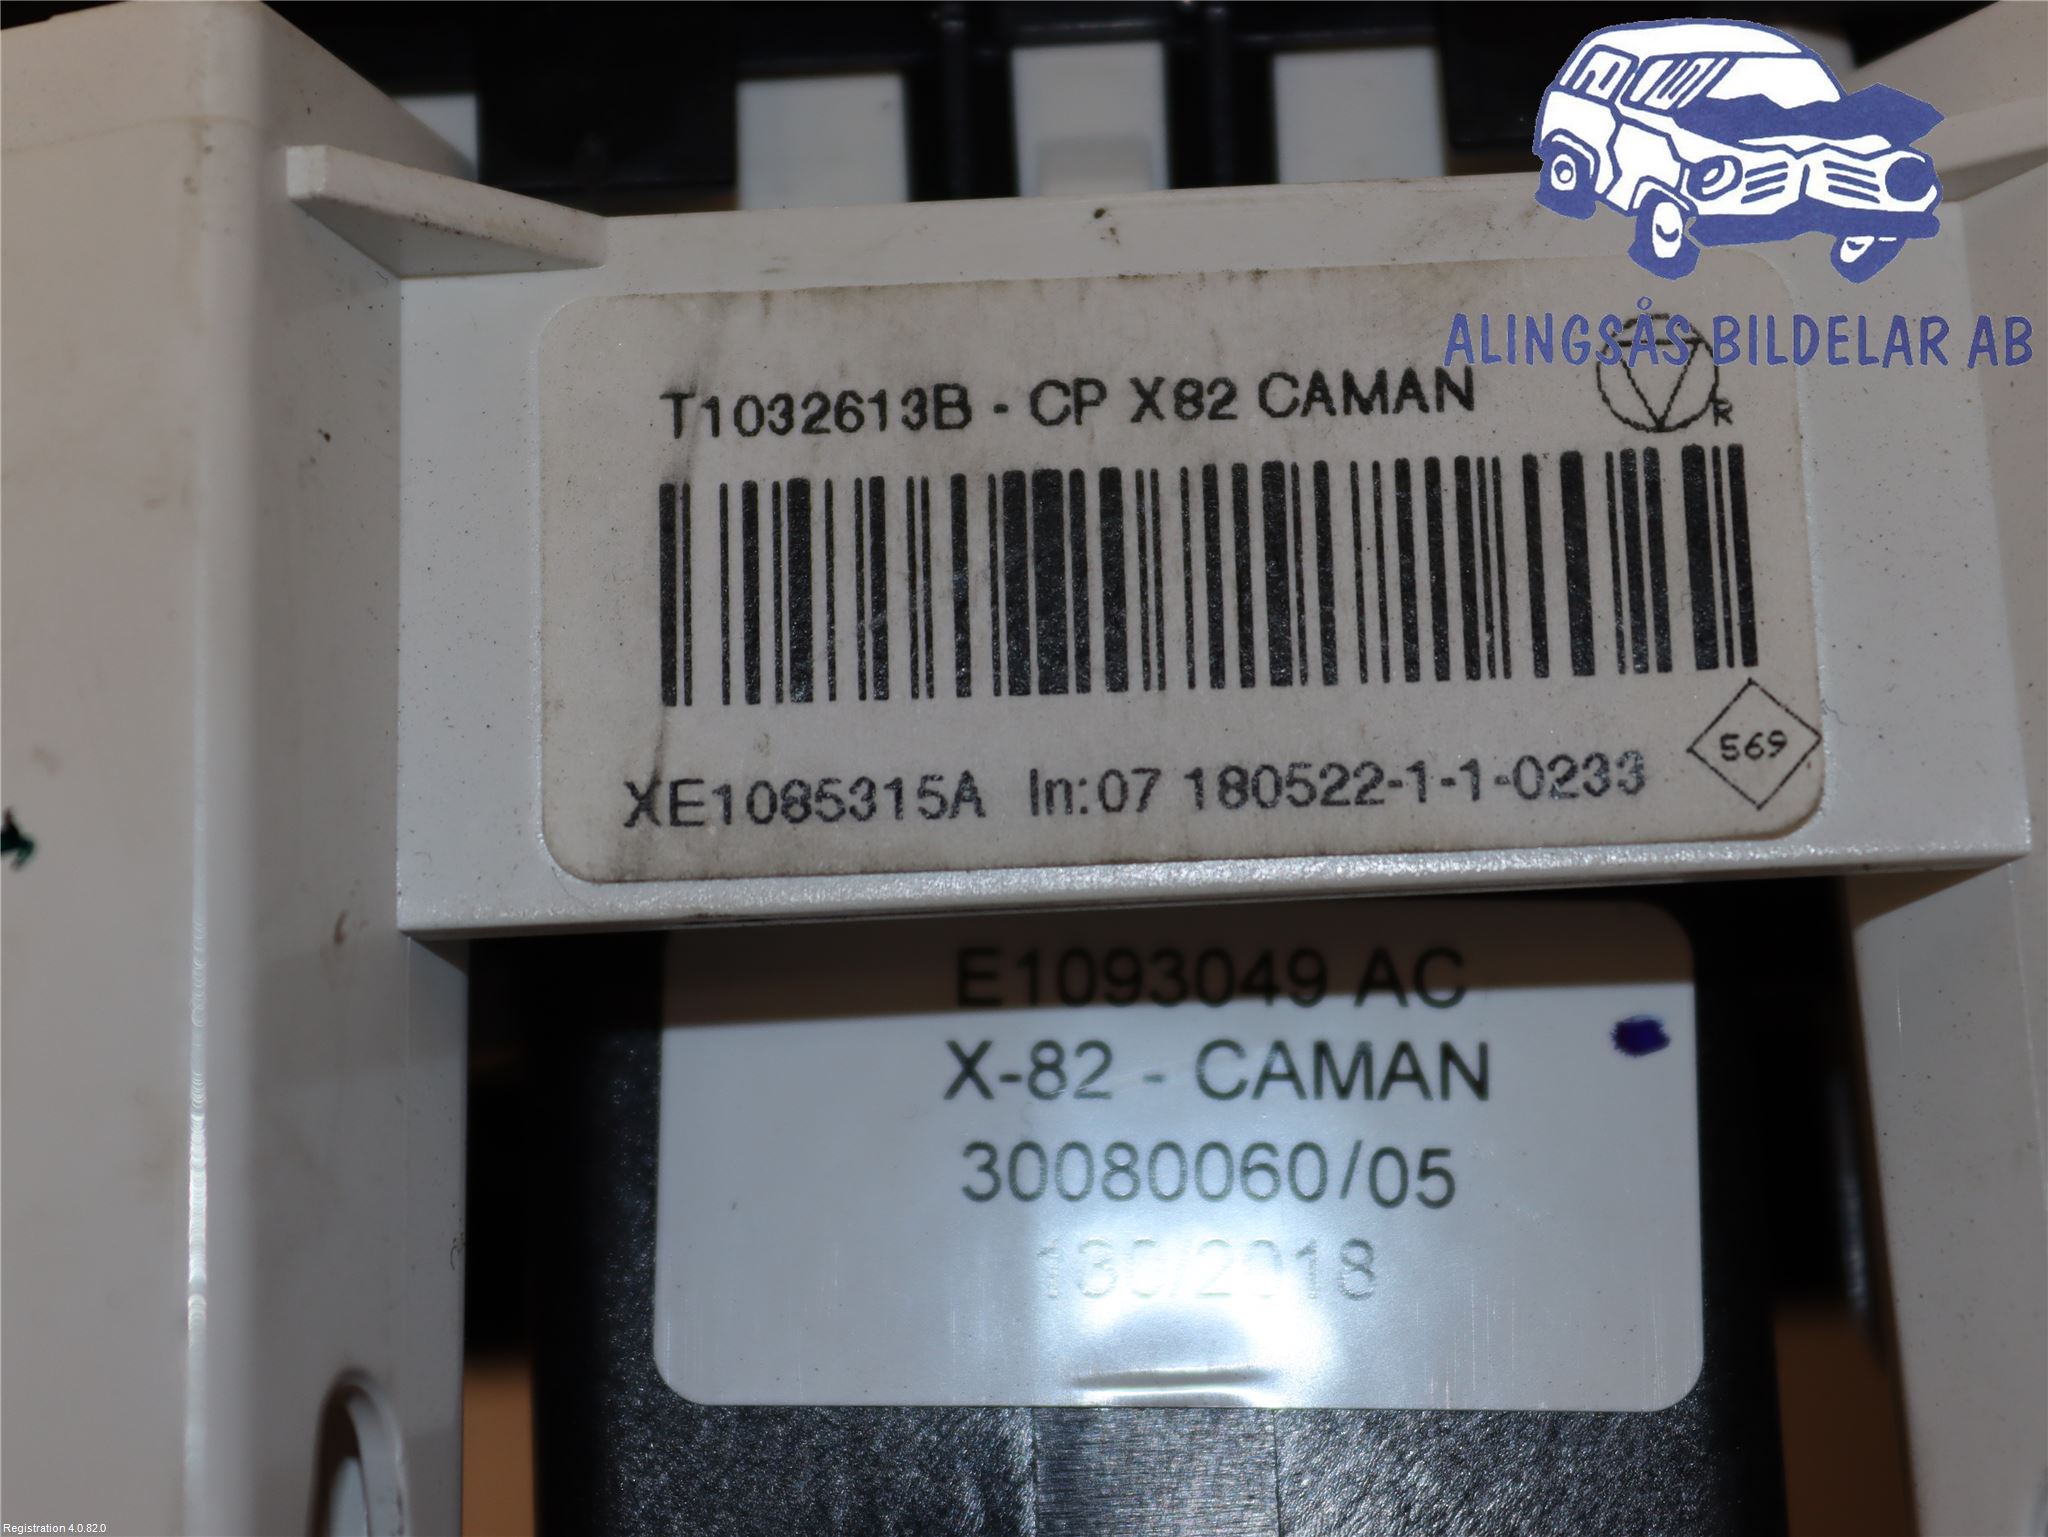 ALINGSÅS BILDELAR AB
T1032613B - CP X82 CAMAN
R
XE1085315A In:07 180522-1-1-0233
569
E1093049 AC
X-82 - CAMAN
30080060/05
130/2018
Registration 4.0.82.0